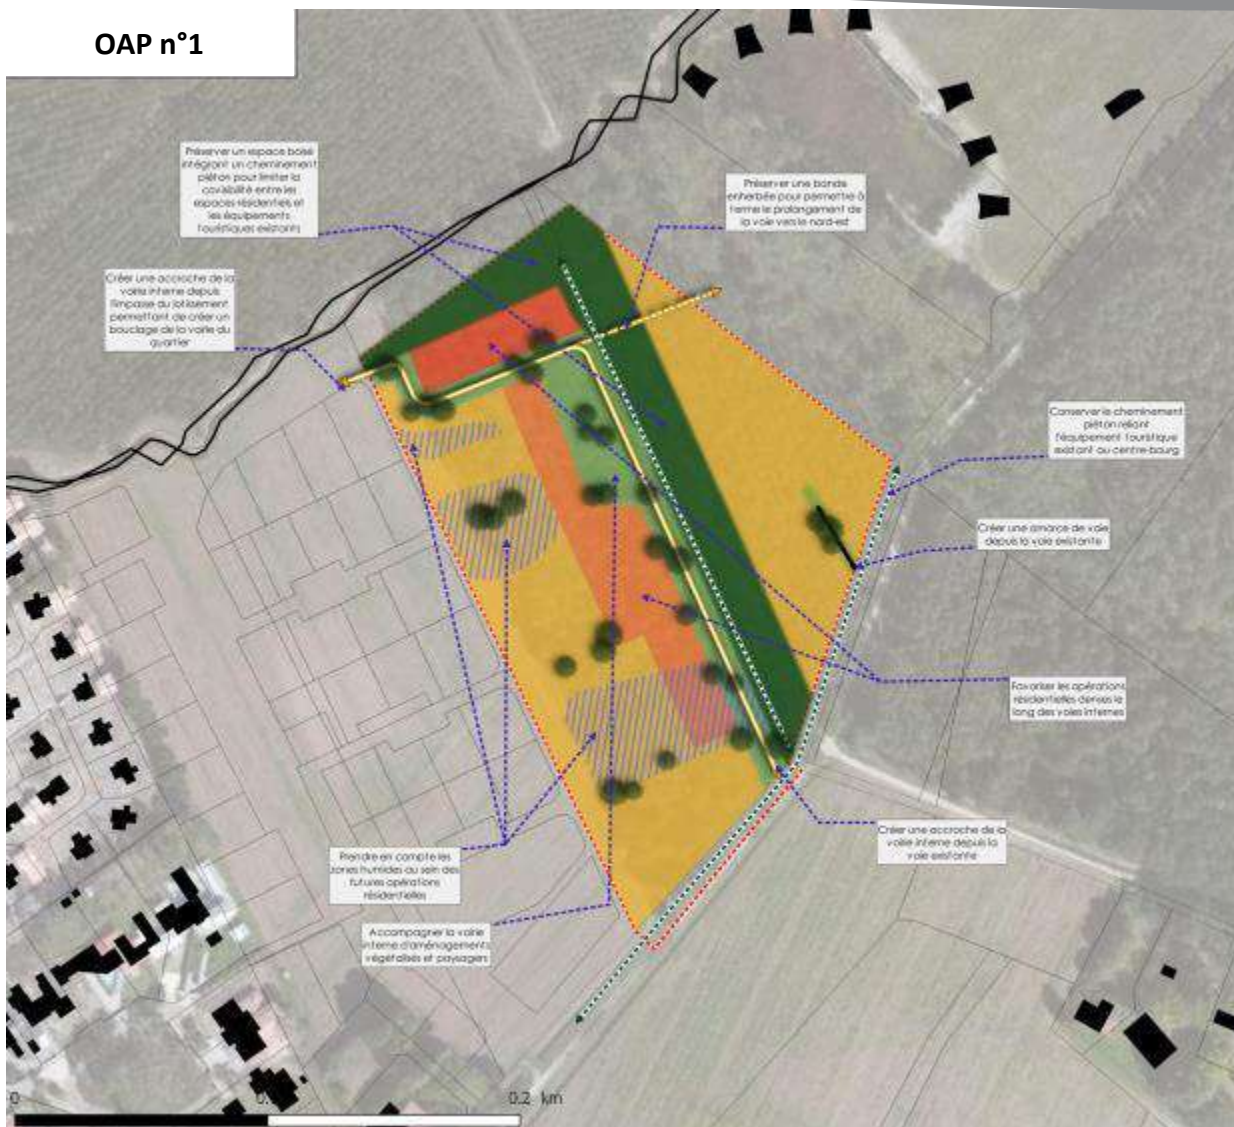 OAP n°1
Préserver un espace boisé
intégrant un cheminement
piéton pour limiter la
covisibilité entre les
espaces résidentiels et
les équipements
touristiques existants
Préserver une bande
enherbée pour permettre à
terme le prolongement de
la voie vers le nord-est
Créer une accroche de la
voirie interne depuis
l'impasse du lotissement
permettant de créer un
bouclage de la voirie du
quartier
Conserver le cheminement
piéton reliant
l'équipement touristique
existant au centre-bourg
Créer une amorce de voie
depuis la voie existante
Favoriser les opérations
résidentielles denses le
long des voies internes
Créer une accroche de la
voirie interne depuis la
voie existante
Prendre en compte les
zones humides au sein des
futures opérations
résidentielles
Accompagner la voirie
interne d'aménagements
végétalisés et paysagers
0 0.2 km